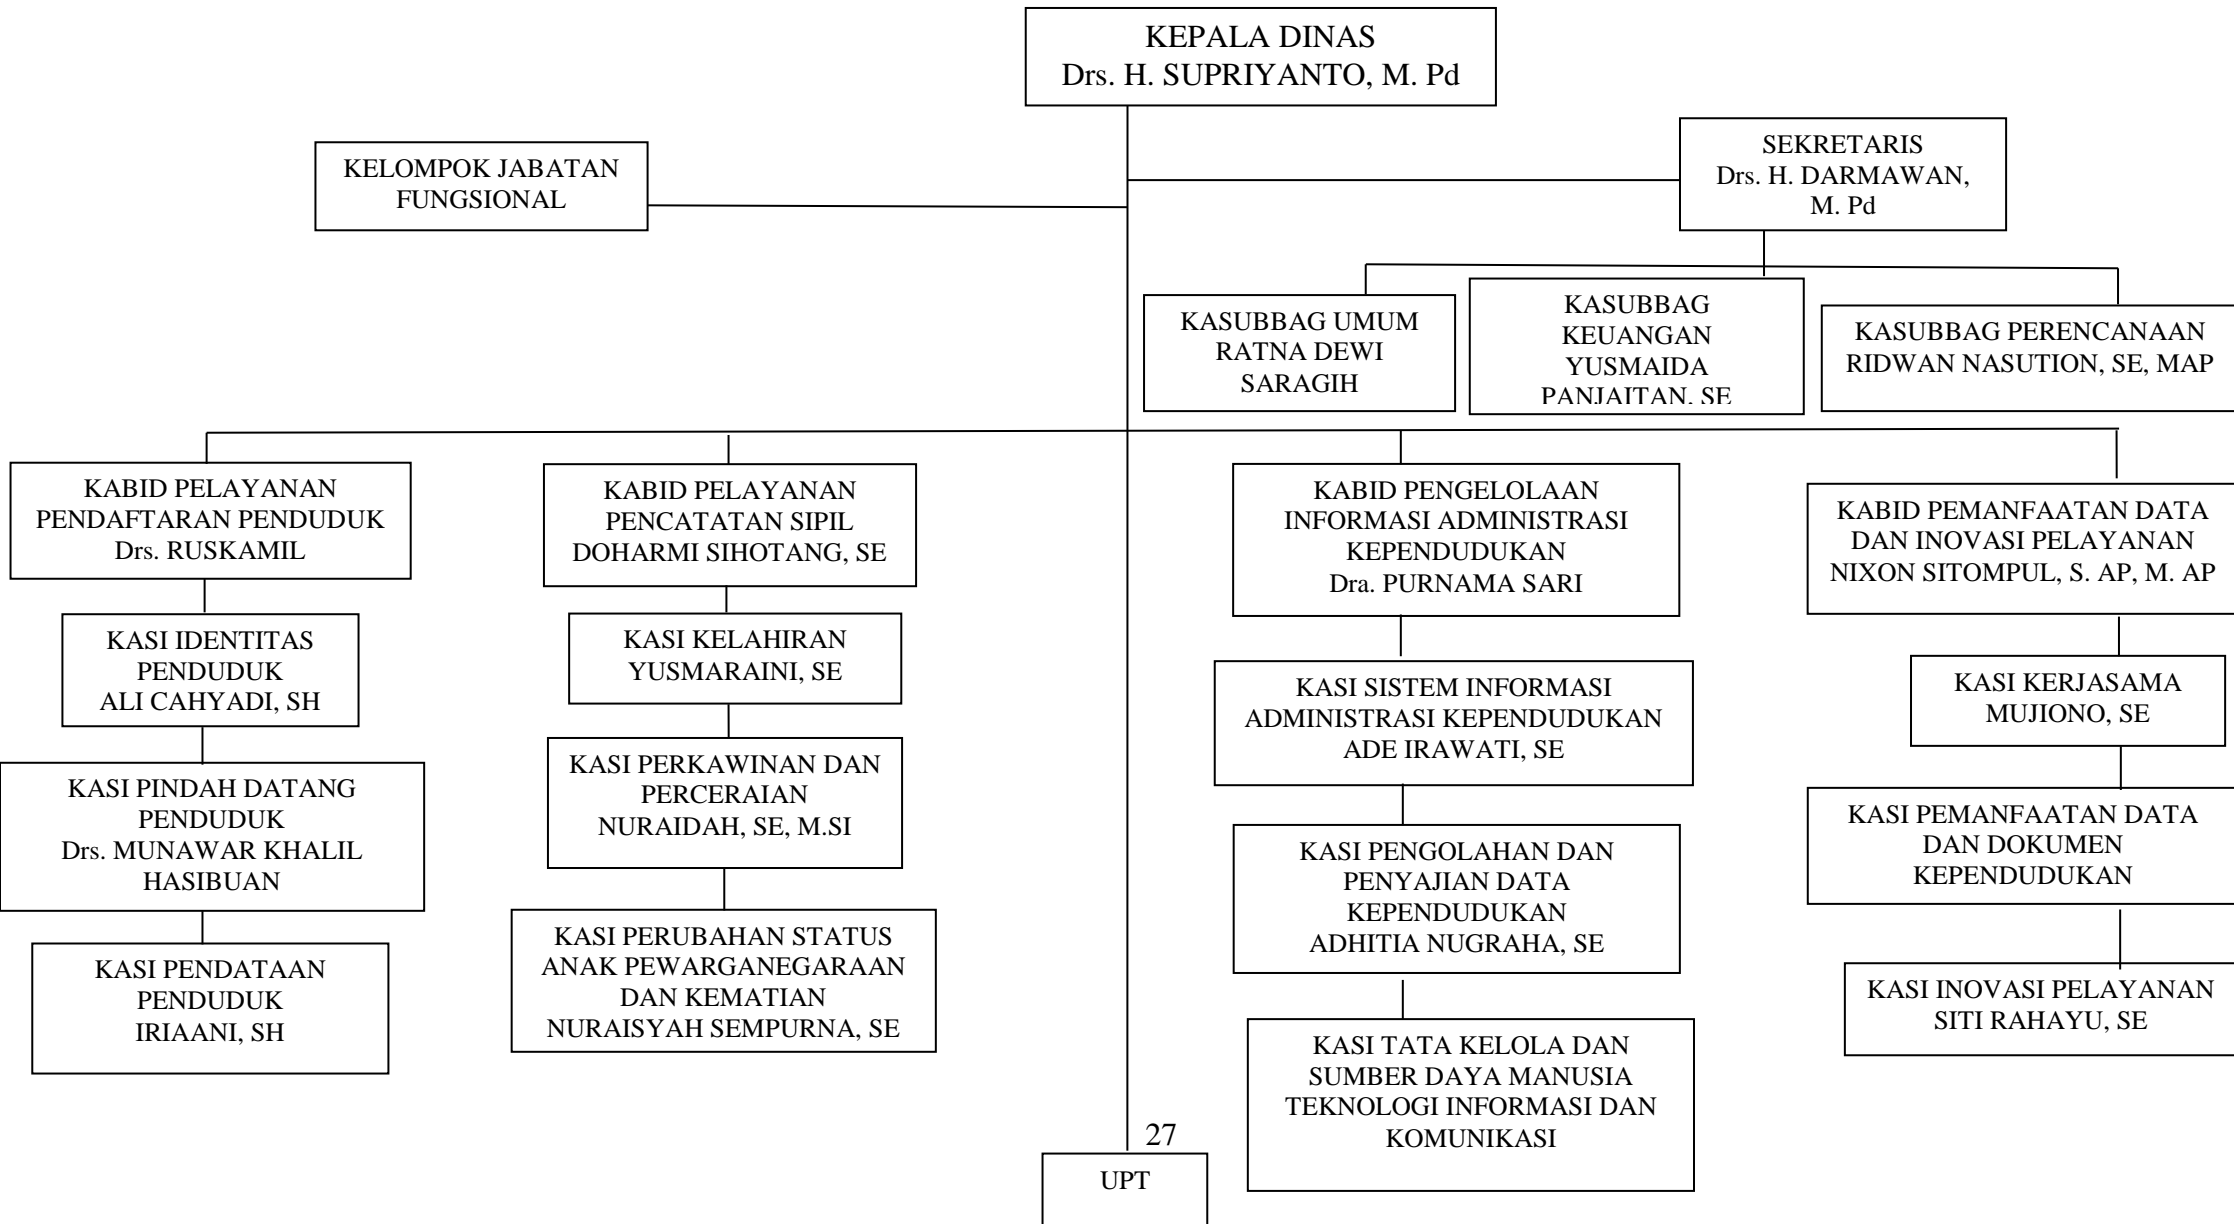 KEPALA DINAS
Drs. H. SUPRIYANTO, M. Pd
KELOMPOK JABATAN
FUNGSIONAL
SEKRETARIS
Drs. H. DARMAWAN,
M. Pd
KASUBBAG UMUM
RATNA DEWI
SARAGIH
KASUBBAG
KEUANGAN
YUSMAIDA
PANJAITAN, SE
KASUBBAG PERENCANAAN
RIDWAN NASUTION, SE, MAP
KABID PELAYANAN
PENDAFTARAN PENDUDUK
Drs. RUSKAMIL
KASI IDENTITAS
PENDUDUK
ALI CAHYADI, SH
KASI PINDAH DATANG
PENDUDUK
Drs. MUNAWAR KHALIL
HASIBUAN
KASI PENDATAAN
PENDUDUK
IRIAANI, SH
KABID PELAYANAN
PENCATATAN SIPIL
DOHARMI SIHOTANG, SE
KASI KELAHIRAN
YUSMARAINI, SE
KASI PERKAWINAN DAN
PERCERAIAN
NURAIDAH, SE, M.SI
KASI PERUBAHAN STATUS
ANAK PEWARGANEGARAAN
DAN KEMATIAN
NURAISYAH SEMPURNA, SE
KABID PENGELOLAAN
INFORMASI ADMINISTRASI
KEPENDUDUKAN
Dra. PURNAMA SARI
KASI SISTEM INFORMASI
ADMINISTRASI KEPENDUDUKAN
ADE IRAWATI, SE
KASI PENGOLAHAN DAN
PENYAJIAN DATA
KEPENDUDUKAN
ADHITIA NUGRAHA, SE
KASI TATA KELOLA DAN
SUMBER DAYA MANUSIA
TEKNOLOGI INFORMASI DAN
KOMUNIKASI
KABID PEMANFAATAN DATA
DAN INOVASI PELAYANAN
NIXON SITOMPUL, S. AP, M. AP
KASI KERJASAMA
MUJIONO, SE
KASI PEMANFAATAN DATA
DAN DOKUMEN
KEPENDUDUKAN
KASI INOVASI PELAYANAN
SITI RAHAYU, SE
27
UPT